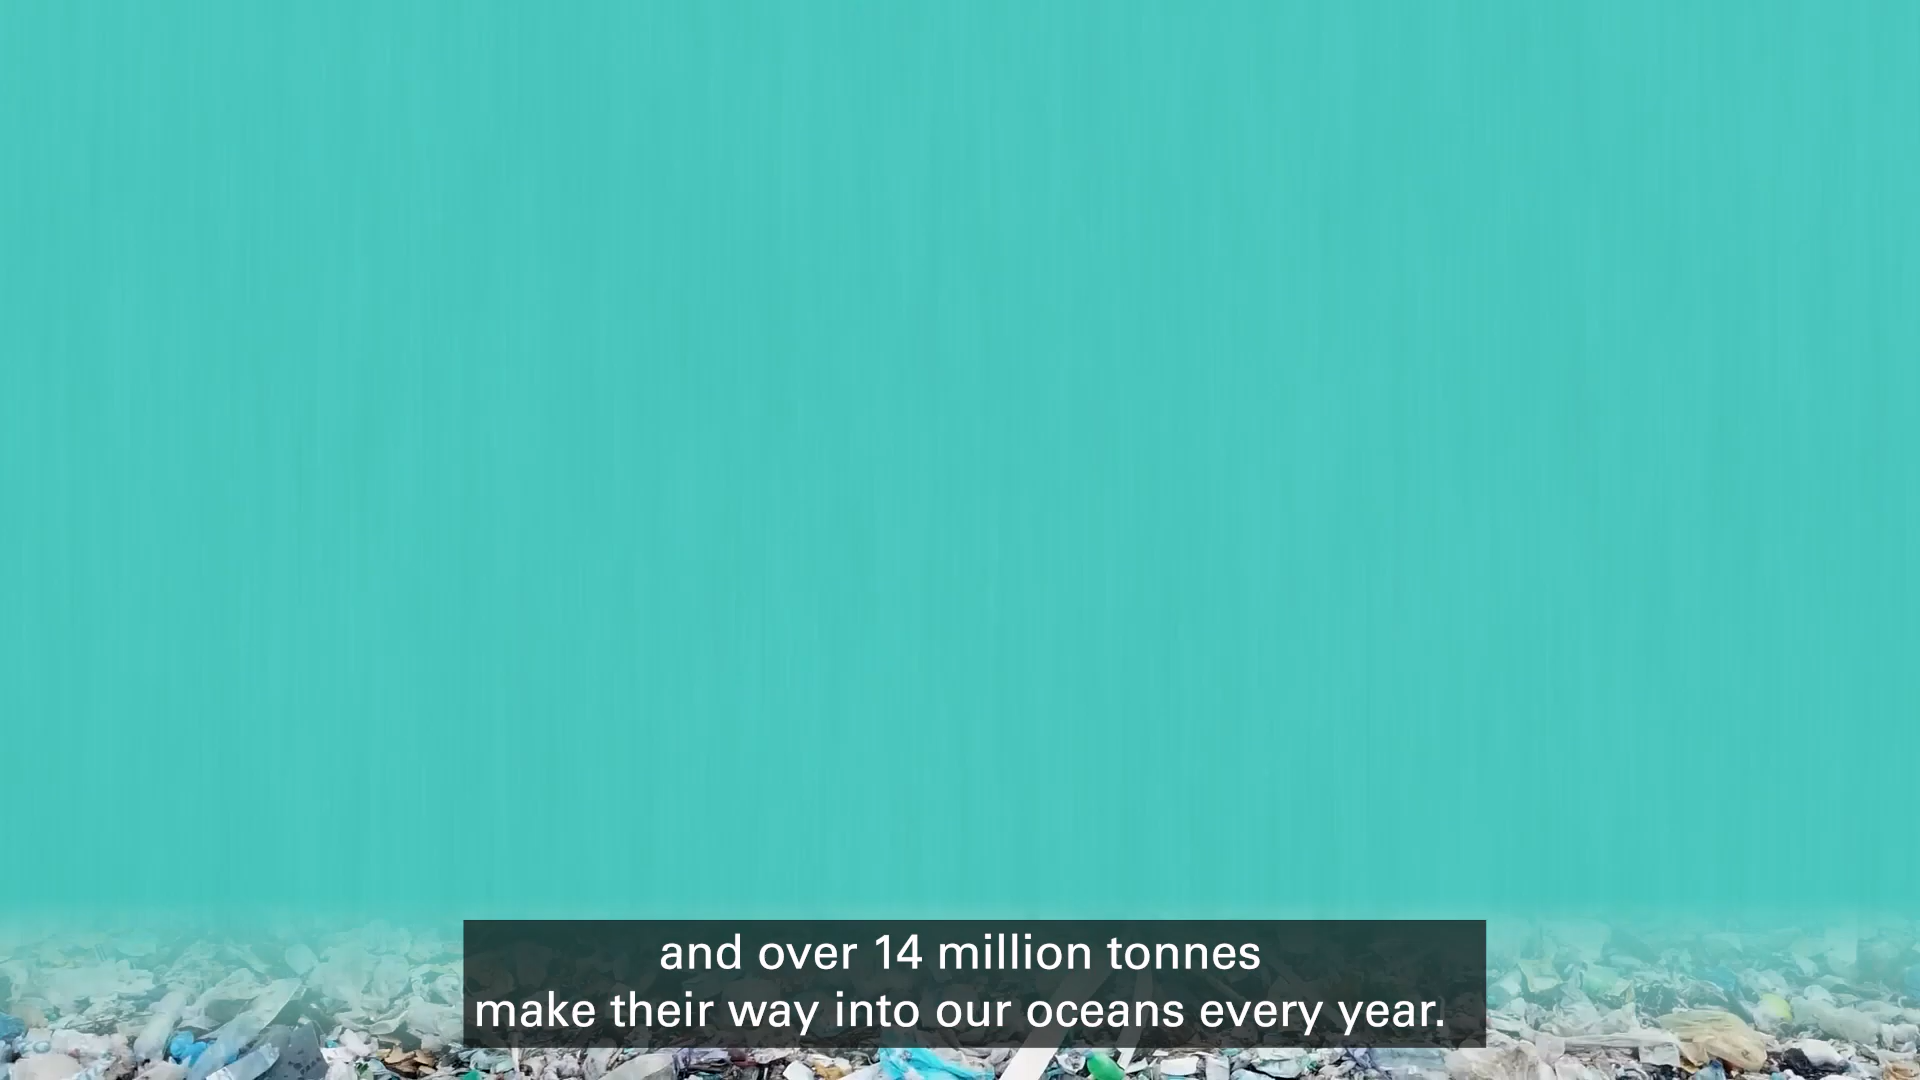 and over 14 million tonnes
make their way into our oceans every year.